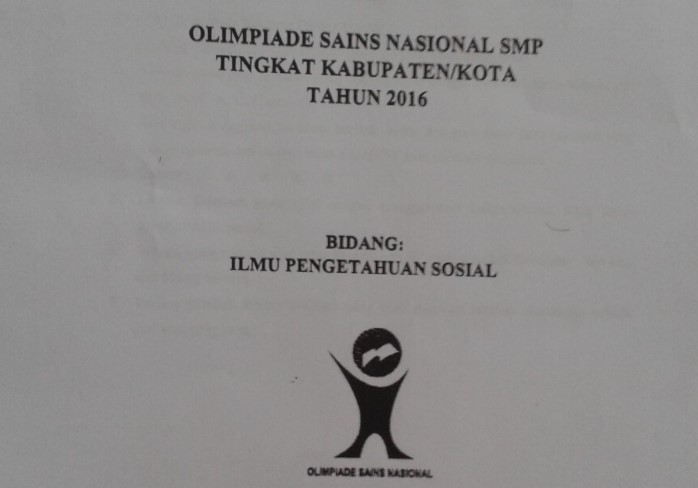 OLIMPIADE SAINS NASIONAL SMP
TINGKAT KABUPATEN/KOTA
TAHUN 2016
BIDANG:
ILMU PENGETAHUAN SOSIAL
OLIMPIADE SAINS NASIONAL